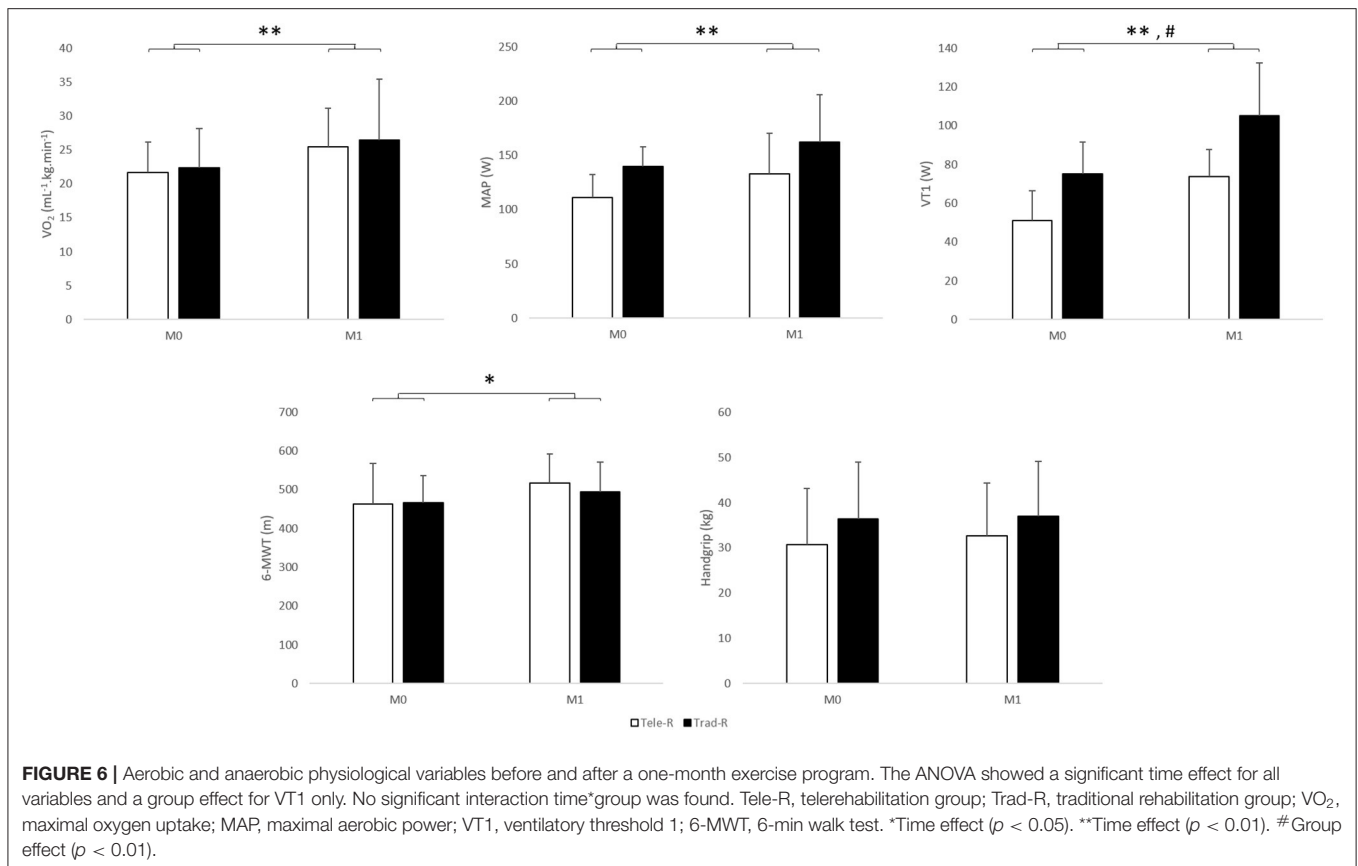 **
40
35
30
25
20
15
10
5
0
VO₂ (mL⁻¹.kg.min⁻¹)
M0 M1
**
250
200
150
100
50
0
MAP (W)
M0 M1
** , #
140
120
100
80
60
40
20
0
VT1 (W)
M0 M1
*
700
600
500
400
300
200
100
0
6-MWT (m)
M0 M1
60
50
40
30
20
10
0
Handgrip (kg)
M0 M1
Tele-R Trad-R
FIGURE 6 | Aerobic and anaerobic physiological variables before and after a one-month exercise program. The ANOVA showed a significant time effect for all
variables and a group effect for VT1 only. No significant interaction time*group was found. Tele-R, telerehabilitation group; Trad-R, traditional rehabilitation group; VO₂,
maximal oxygen uptake; MAP, maximal aerobic power; VT1, ventilatory threshold 1; 6-MWT, 6-min walk test. *Time effect (p < 0.05). **Time effect (p < 0.01). #Group
effect (p < 0.01).